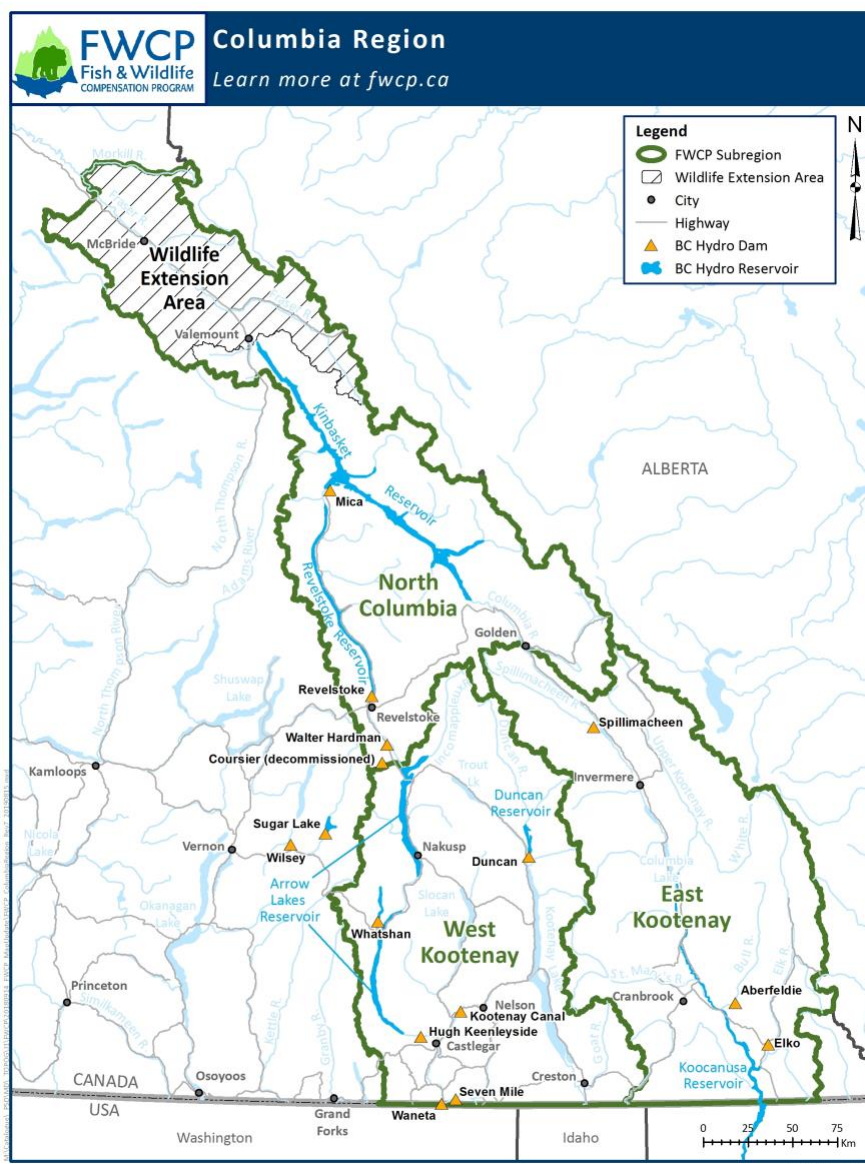 FWCP
Fish & Wildlife
COMPENSATION PROGRAM
Columbia Region
Learn more at fwcp.ca
N
Legend
FWCP Subregion
Wildlife Extension Area
City
Highway
BC Hydro Dam
BC Hydro Reservoir
Morkill R.
Fraser R.
McBride
Wildlife
Extension
Area
Fraser R.
Valemount
Kinbasket
Reservoir
ALBERTA
North Thompson R.
Mica
Adams River
Revelstoke Reservoir
North
Columbia
Columbia R.
Golden
North Thompson River
Shuswap
Lake
Spillimacheen R.
Revelstoke
Revelstoke
Incomappleux
Duncan R.
Spillimacheen
Walter Hardman
Coursier (decommissioned)
Trout
Lk
Upper Kootenay R.
Kamloops
Invermere
Duncan
Reservoir
White R.
Nicola
Lake
Sugar Lake
Vernon
Wilsey
Nakusp
Duncan
Columbia
Lake
Arrow
Lakes
Reservoir
Okanagan
Lake
Slocan
Lake
Kootenay Lake
East
Kootenay
Whatshan
West
Kootenay
Bull R.
Elk R.
St. Mary's R.
Princeton
Similkameen R.
Kettle R.
Granby R.
Nelson
Kootenay Canal
Cranbrook
Aberfeldie
Hugh Keenleyside
Castlegar
Goat R.
Elko
Koocanusa
Reservoir
CANADA
USA
Osoyoos
Creston
Grand
Forks
Seven Mile
Waneta
Washington
Idaho
0 25 50 75
Km